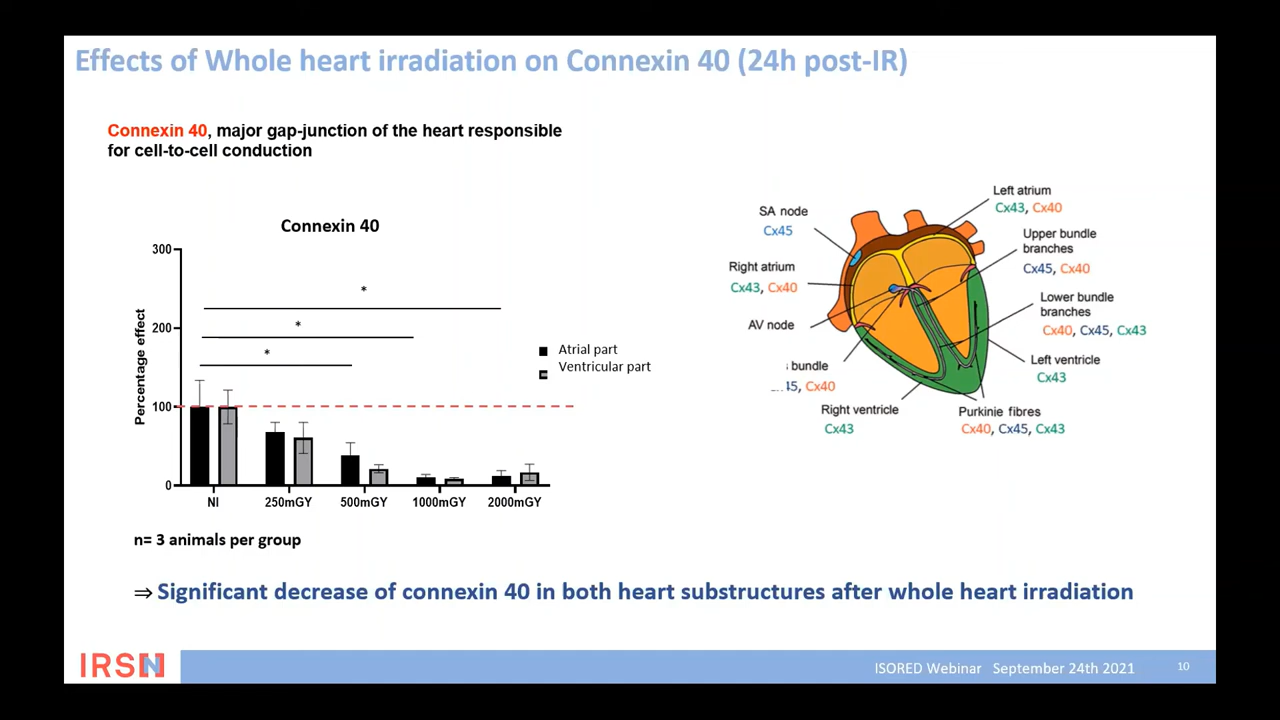 Effects of Whole heart irradiation on Connexin 40 (24h post-IR)
Connexin 40, major gap-junction of the heart responsible
for cell-to-cell conduction
Connexin 40
Percentage effect
300
200
100
0
*
*
*
NI
250mGY
500mGY
1000mGY
2000mGY
Atrial part
Ventricular part
n= 3 animals per group
SA node
Cx45
Right atrium
Cx43, Cx40
AV node
bundle
45, Cx40
Right ventricle
Cx43
Left atrium
Cx43, Cx40
Upper bundle
branches
Cx45, Cx40
Lower bundle
branches
Cx40, Cx45, Cx43
Left ventricle
Cx43
Purkinie fibres
Cx40, Cx45, Cx43
⇒ Significant decrease of connexin 40 in both heart substructures after whole heart irradiation
IRSN
ISORED Webinar September 24th 2021
10